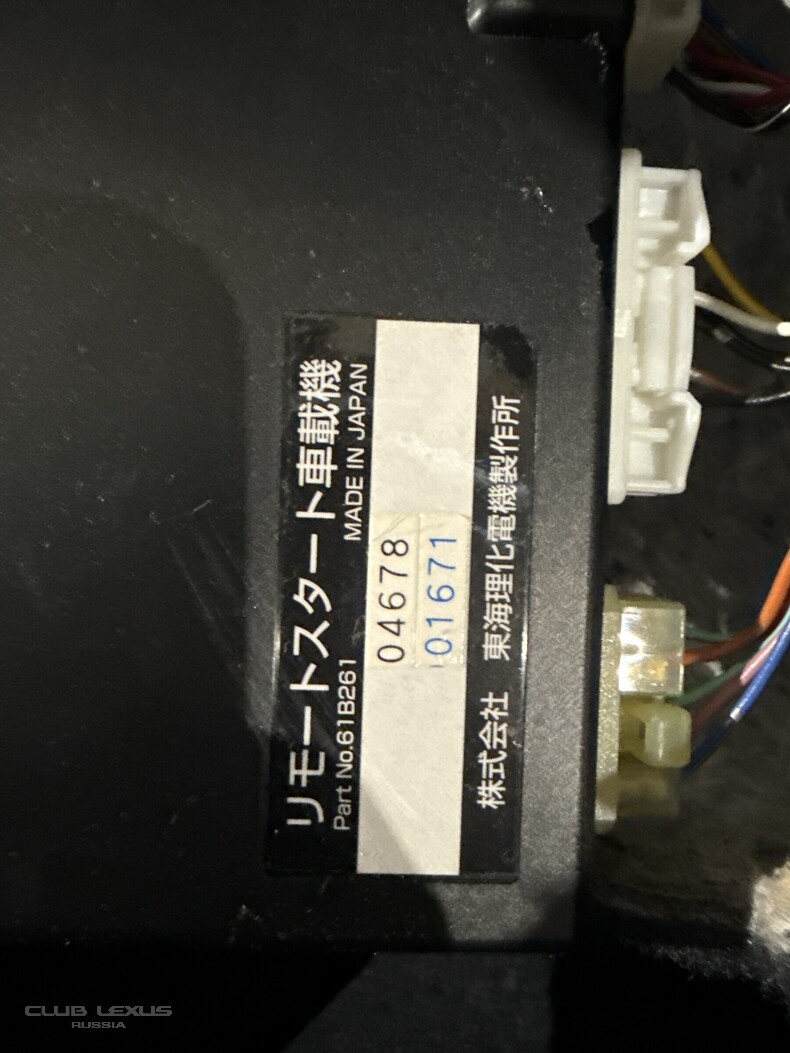 リモートスタート車載機
Part No.61B261 MADE IN JAPAN
04678
01671
株式会社 東海理化電機製作所
CLUB LEXUS
RUSSIA